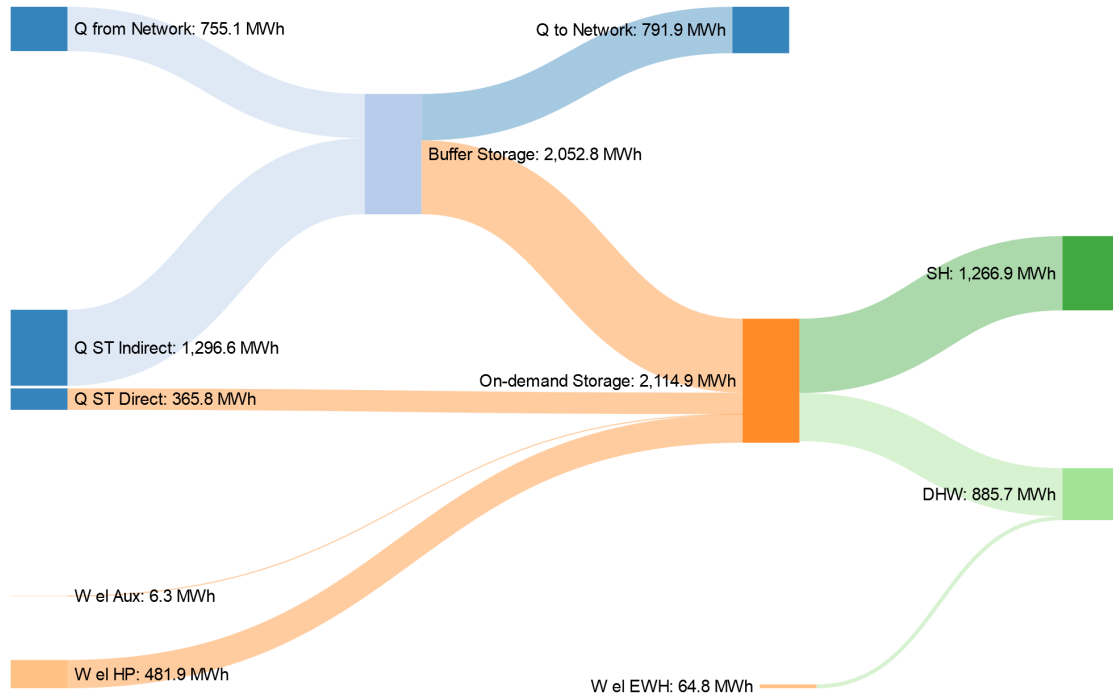 Q from Network: 755.1 MWh
Q to Network: 791.9 MWh
Buffer Storage: 2,052.8 MWh
SH: 1,266.9 MWh
Q ST Indirect: 1,296.6 MWh
On-demand Storage: 2,114.9 MWh
Q ST Direct: 365.8 MWh
DHW: 885.7 MWh
W el Aux: 6.3 MWh
W el HP: 481.9 MWh
W el EWH: 64.8 MWh